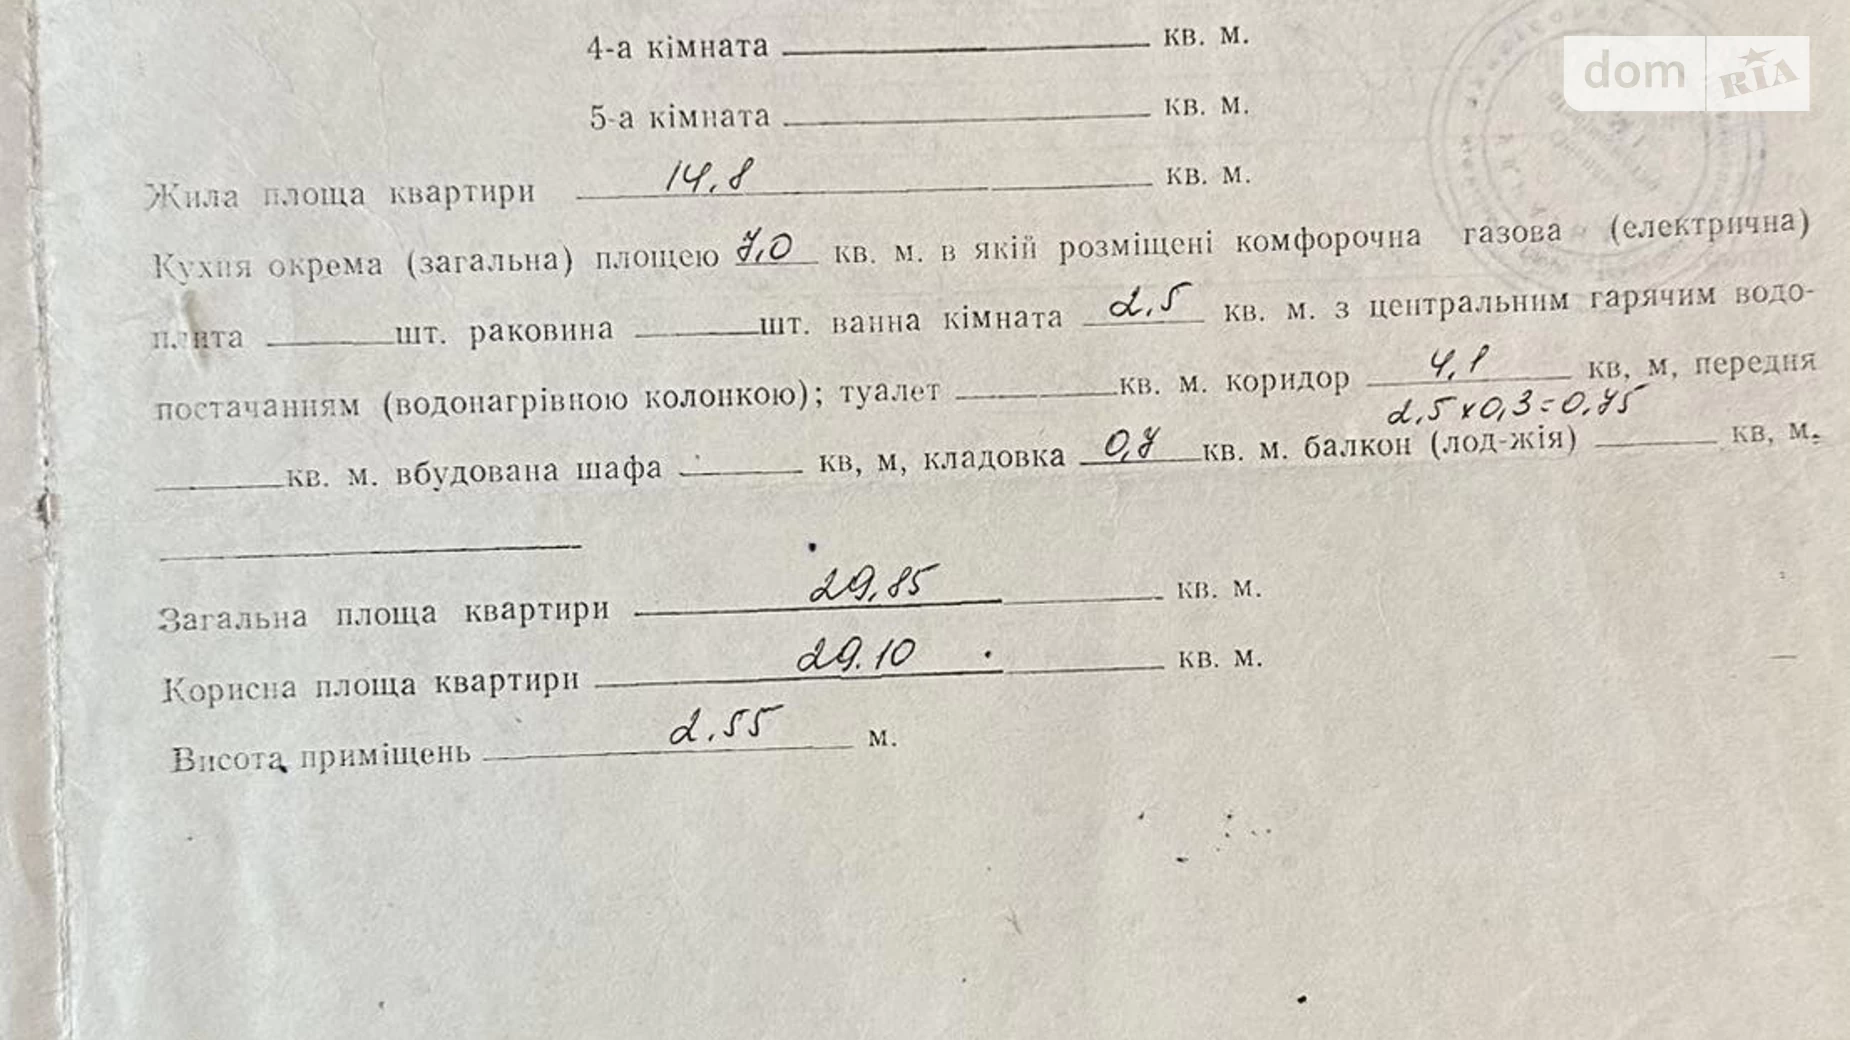 4-а кімната кв. м.
dom RIA
5-а кімната кв. м.
Жила площа квартири 14,8 кв. м.
Кухня окрема (загальна) площею 7,0 кв. м. в якій розміщені комфорочна газова (електрична)
плита шт. раковина шт. ванна кімната 2,5 кв. м. з центральним гарячим водо-
постачанням (водонагрівною колонкою); туалет кв. м. коридор 4,1 кв, м, передня
2,5х0,3=0,75
кв. м. вбудована шафа кв, м, кладовка 0,7 кв. м. балкон (лод-жія) кв, м.
Загальна площа квартири 29,85 кв. м.
Корисна площа квартири 29.10 кв. м.
Висота приміщень 2.55 м.